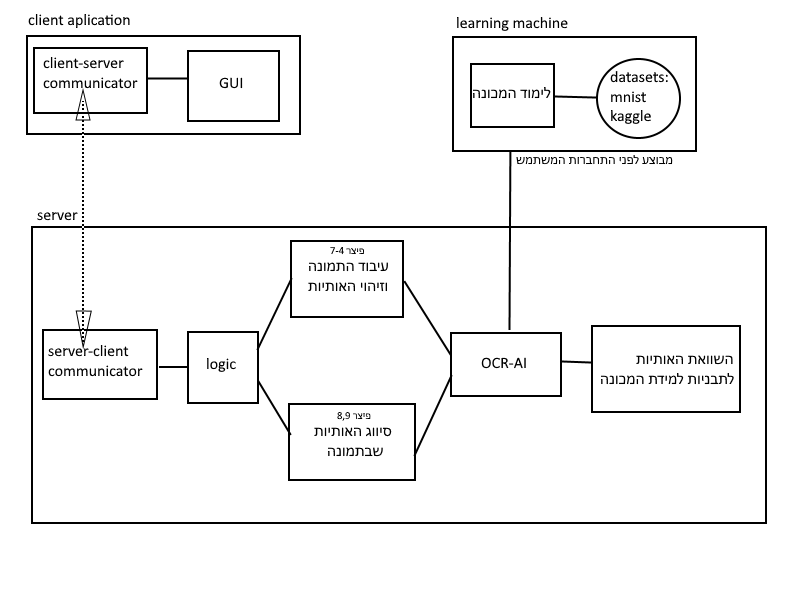 client aplication
client-server
communicator
GUI
learning machine
לימוד המכונה
datasets:
mnist
kaggle
מבוצע לפני התחברות המשתמש
server
server-client
communicator
logic
פיצר 7-4
עיבוד התמונה
וזיהוי האותיות
פיצר 8,9
סיווג האותיות
שבתמונה
OCR-AI
השוואת האותיות
לתבניות למידת המכונה